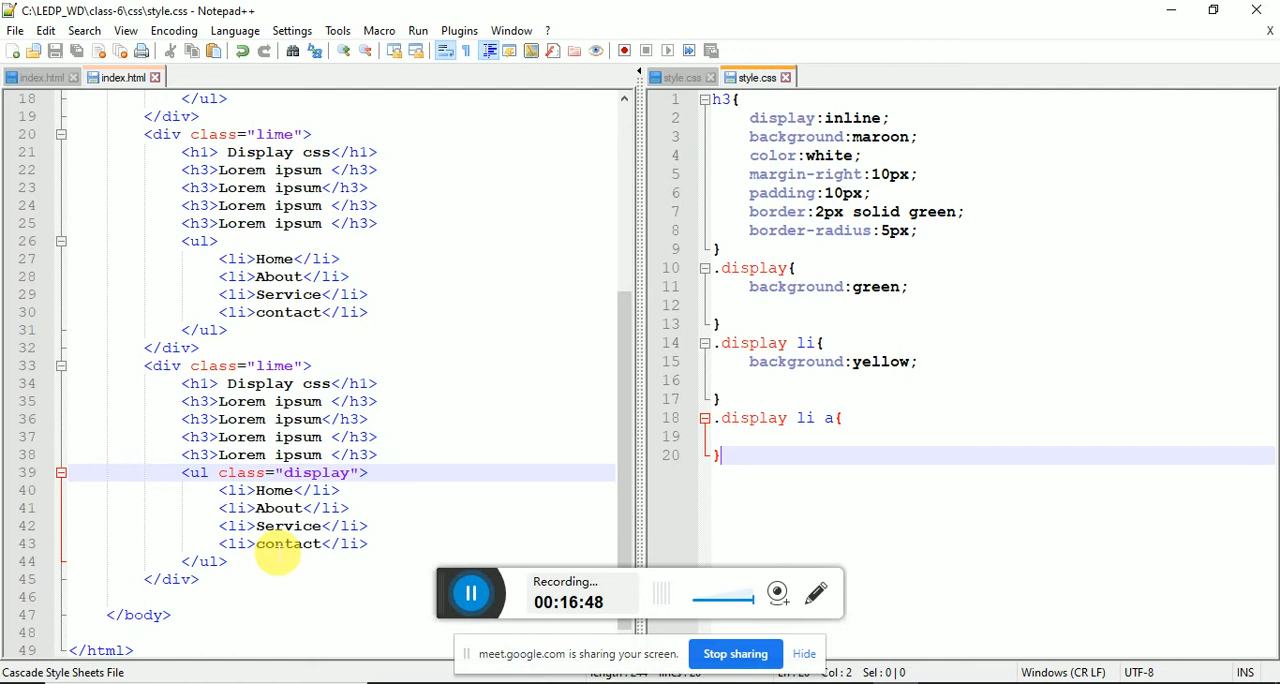 C:\LEDP_WD\class-6\css\style.css - Notepad++
File Edit Search View Encoding Language Settings Tools Macro Run Plugins Window ? X
index.html index.html style.css style.css
18 </ul>
19 </div>
20 <div class="lime">
21 <h1> Display css</h1>
22 <h3>Lorem ipsum </h3>
23 <h3>Lorem ipsum</h3>
24 <h3>Lorem ipsum </h3>
25 <h3>Lorem ipsum </h3>
26 <ul>
27 <li>Home</li>
28 <li>About</li>
29 <li>Service</li>
30 <li>contact</li>
31 </ul>
32 </div>
33 <div class="lime">
34 <h1> Display css</h1>
35 <h3>Lorem ipsum </h3>
36 <h3>Lorem ipsum</h3>
37 <h3>Lorem ipsum </h3>
38 <h3>Lorem ipsum </h3>
39 <ul class="display">
40 <li>Home</li>
41 <li>About</li>
42 <li>Service</li>
43 <li>contact</li>
44 </ul>
45 </div>
46
47 </body>
48
49 </html>
1 h3{
2 display:inline;
3 background:maroon;
4 color:white;
5 margin-right:10px;
6 padding:10px;
7 border:2px solid green;
8 border-radius:5px;
9 }
10 .display{
11 background:green;
12
13 }
14 .display li{
15 background:yellow;
16
17 }
18 .display li a{
19
20 }
Recording...
00:16:48
meet.google.com is sharing your screen. Stop sharing Hide
Cascade Style Sheets File Col : 2 Sel : 0 | 0 Windows (CR LF) UTF-8 INS